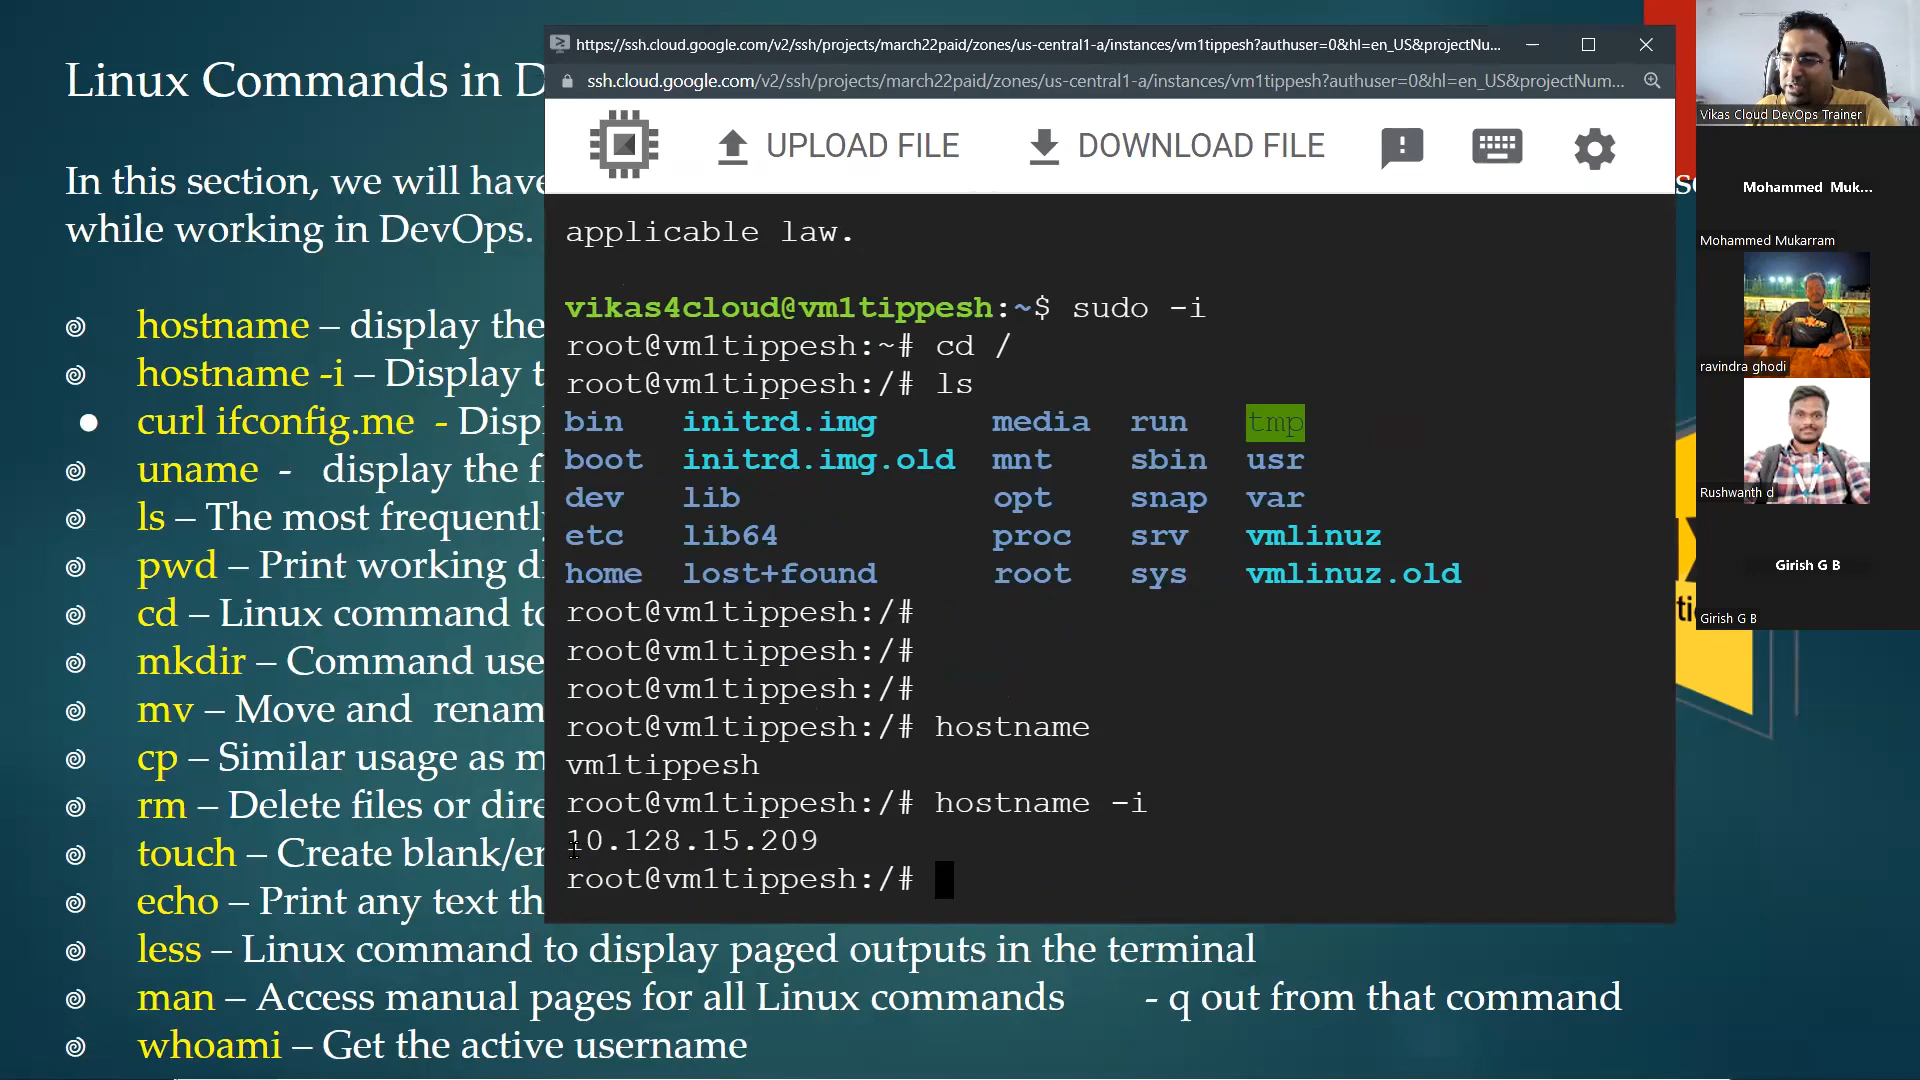 Linux Commands in D
In this section, we will have
while working in DevOps.
hostname – display the
hostname -i – Display t
curl ifconfig.me - Displ
uname - display the f
ls – The most frequently
pwd – Print working di
cd – Linux command to
mkdir – Command use
mv – Move and renam
cp – Similar usage as m
rm – Delete files or dire
touch – Create blank/em
echo – Print any text th
less – Linux command to display paged outputs in the terminal
man – Access manual pages for all Linux commands - q out from that command
whoami – Get the active username
https://ssh.cloud.google.com/v2/ssh/projects/march22paid/zones/us-central1-a/instances/vm1tippesh?authuser=0&hl=en_US&projectNu...
ssh.cloud.google.com/v2/ssh/projects/march22paid/zones/us-central1-a/instances/vm1tippesh?authuser=0&hl=en_US&projectNum...
UPLOAD FILE DOWNLOAD FILE
applicable law.
vikas4cloud@vm1tippesh:~$ sudo -i
root@vm1tippesh:~# cd /
root@vm1tippesh:/# ls
bin initrd.img media run tmp
boot initrd.img.old mnt sbin usr
dev lib opt snap var
etc lib64 proc srv vmlinuz
home lost+found root sys vmlinuz.old
root@vm1tippesh:/#
root@vm1tippesh:/#
root@vm1tippesh:/#
root@vm1tippesh:/# hostname
vm1tippesh
root@vm1tippesh:/# hostname -i
10.128.15.209
root@vm1tippesh:/#
Vikas Cloud DevOps Trainer
Mohammed Muk...
Mohammed Mukarram
ravindra ghodi
Rushwanth d
Girish G B
Girish G B